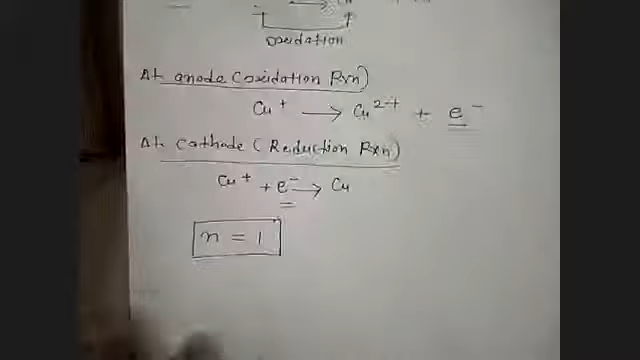 oxidation
At anode (oxidation Rxn)
Cu⁺ → Cu²⁺ + e⁻
At Cathode (Reduction Rxn)
Cu⁺ + e⁻ → Cu
n = 1